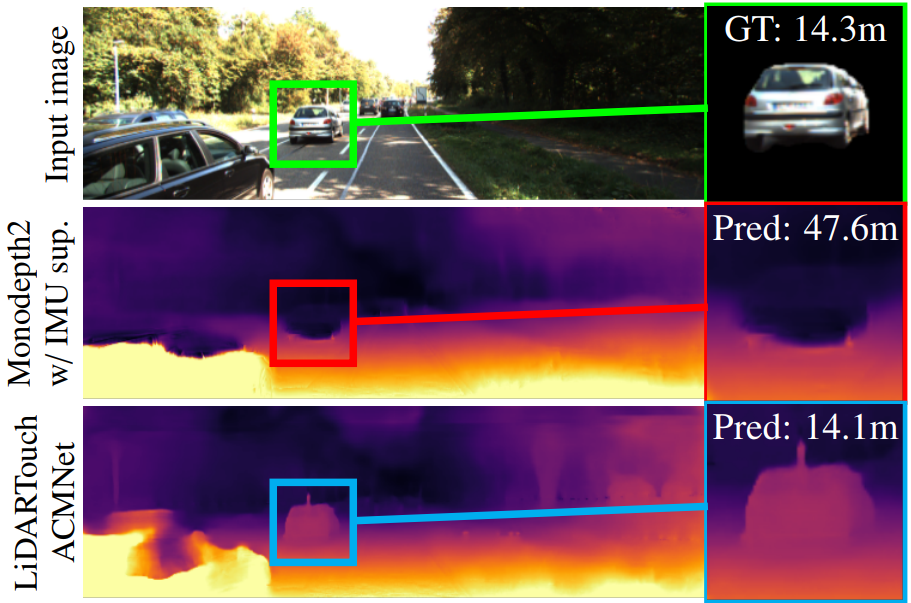 Input image
GT: 14.3m
Monodepth2
w/ IMU sup.
Pred: 47.6m
LiDARTouch
ACMNet
Pred: 14.1m